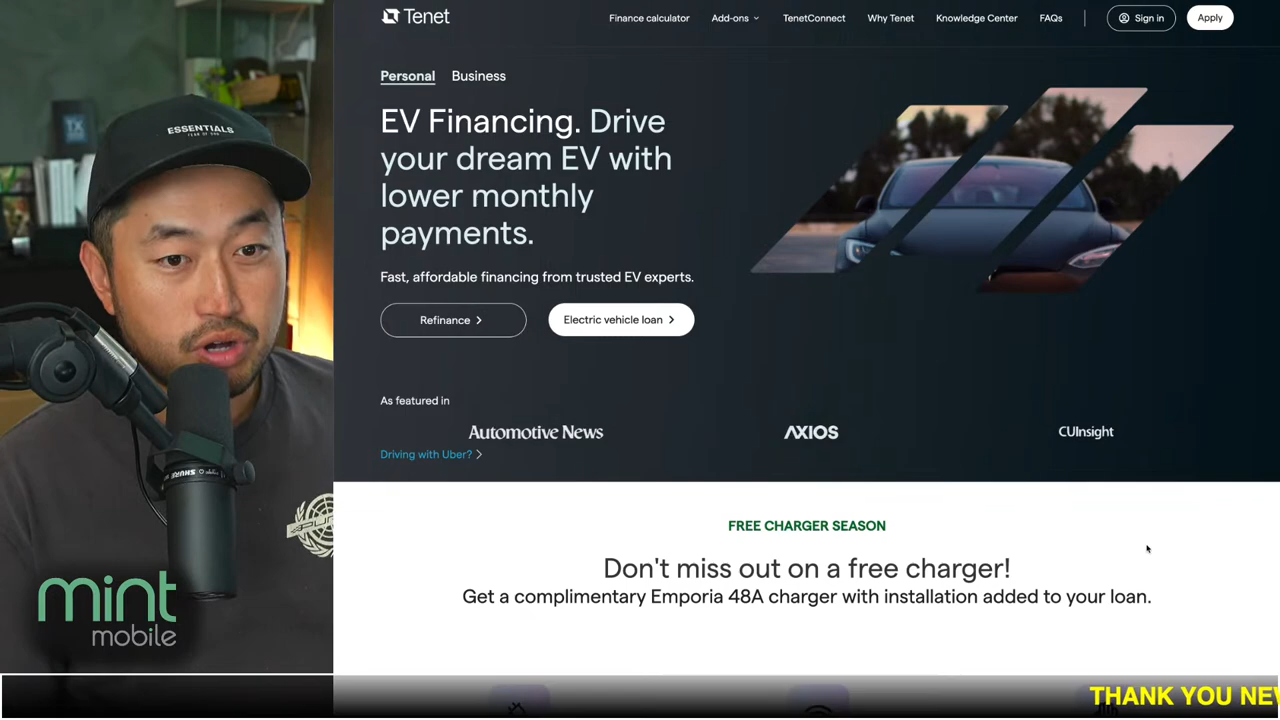 Tenet
Finance calculator
Add-ons
TenetConnect
Why Tenet
Knowledge Center
FAQs
Sign in
Apply
Personal
Business
EV Financing. Drive
your dream EV with
lower monthly
payments.
Fast, affordable financing from trusted EV experts.
Refinance
Electric vehicle loan
As featured in
Automotive News
AXIOS
CUInsight
Driving with Uber?
FREE CHARGER SEASON
Don't miss out on a free charger!
Get a complimentary Emporia 48A charger with installation added to your loan.
ESSENTIALS
SHURE
mint
mobile
THANK YOU NEW